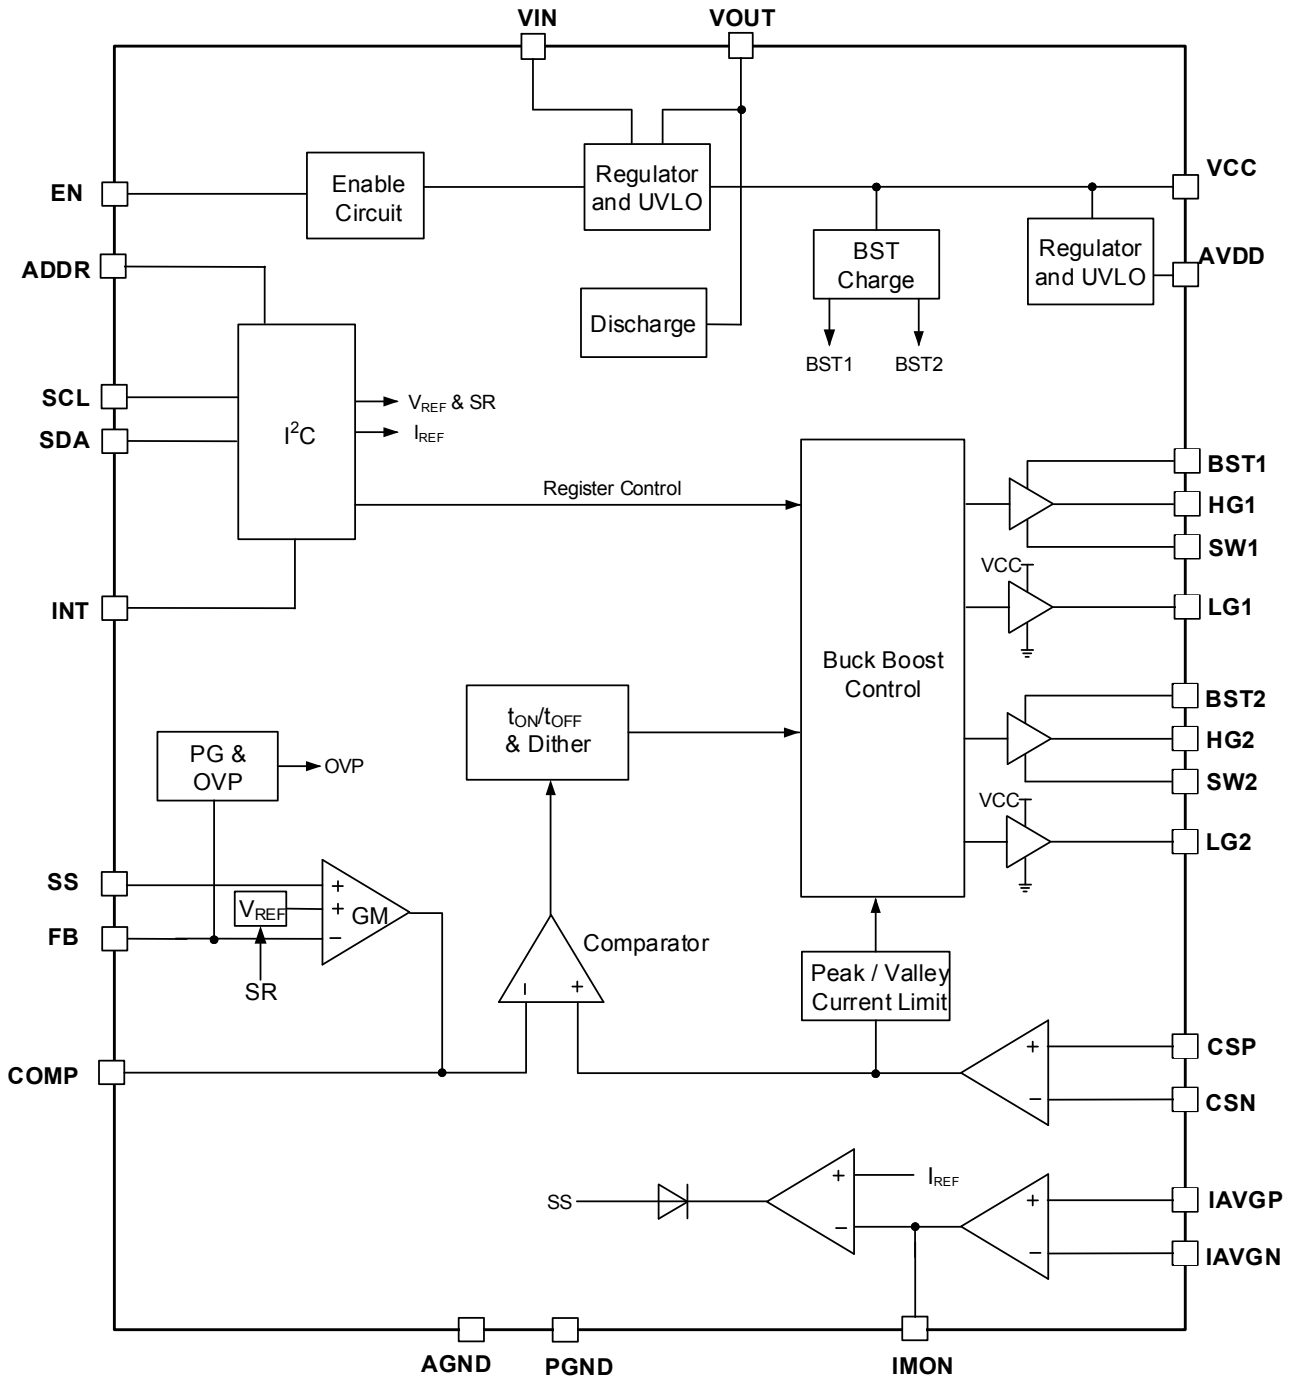 VIN
VOUT
VCC
EN
Enable
Circuit
Regulator
and UVLO
BST
Charge
Regulator
and UVLO
AVDD
ADDR
Discharge
BST1
BST2
SCL
SDA
I²C
V_REF & SR
I_REF
Register Control
BST1
HG1
SW1
VCC
LG1
INT
Buck Boost
Control
t_ON/t_OFF
& Dither
BST2
HG2
SW2
VCC
LG2
PG &
OVP
OVP
SS
+
V_REF
+
GM
FB
−
SR
Comparator
−
+
Peak / Valley
Current Limit
COMP
+
CSP
−
CSN
SS
+
I_REF
−
+
IAVGP
−
IAVGN
AGND
PGND
IMON